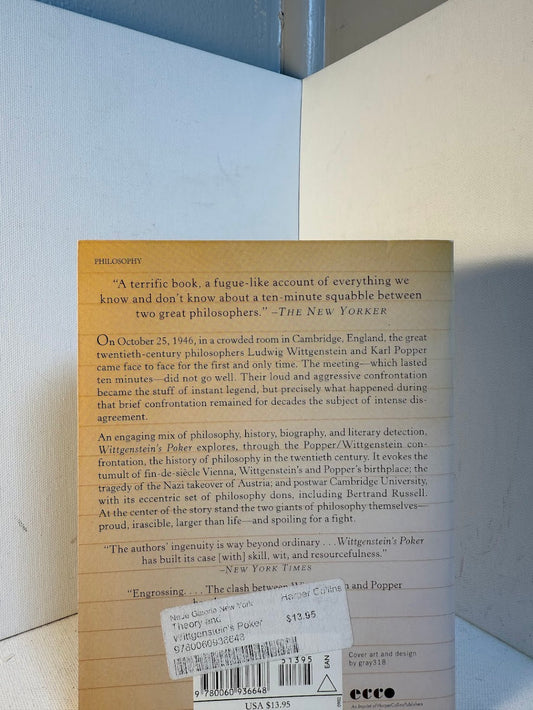 PHILOSOPHY
“A terrific book, a fugue-like account of everything we
know and don’t know about a ten-minute squabble between
two great philosophers.” –THE NEW YORKER
On October 25, 1946, in a crowded room in Cambridge, England, the great
twentieth-century philosophers Ludwig Wittgenstein and Karl Popper
came face to face for the first and only time. The meeting—which lasted
ten minutes—did not go well. Their loud and aggressive confrontation
became the stuff of instant legend, but precisely what happened during
that brief confrontation remained for decades the subject of intense dis-
agreement.
An engaging mix of philosophy, history, biography, and literary detection,
Wittgenstein’s Poker explores, through the Popper/Wittgenstein con-
frontation, the history of philosophy in the twentieth century. It evokes the
tumult of fin-de-siècle Vienna, Wittgenstein’s and Popper’s birthplace; the
tragedy of the Nazi takeover of Austria; and postwar Cambridge University,
with its eccentric set of philosophy dons, including Bertrand Russell.
At the center of the story stand the two giants of philosophy themselves—
proud, irascible, larger than life—and spoiling for a fight.
“The authors’ ingenuity is way beyond ordinary . . . Wittgenstein’s Poker
has built its case [with] skill, wit, and resourcefulness.”
–NEW YORK TIMES
“Engrossing. . . . The clash between and Popper
Neue Galerie New York Harper Collins
Theory and
Wittgenstein's Poker $13.95
9780060936648
21395
EAN
9 780060 936648
USA $13.95
Cover art and design
by gray318
ecco
An Imprint of HarperCollinsPublishers